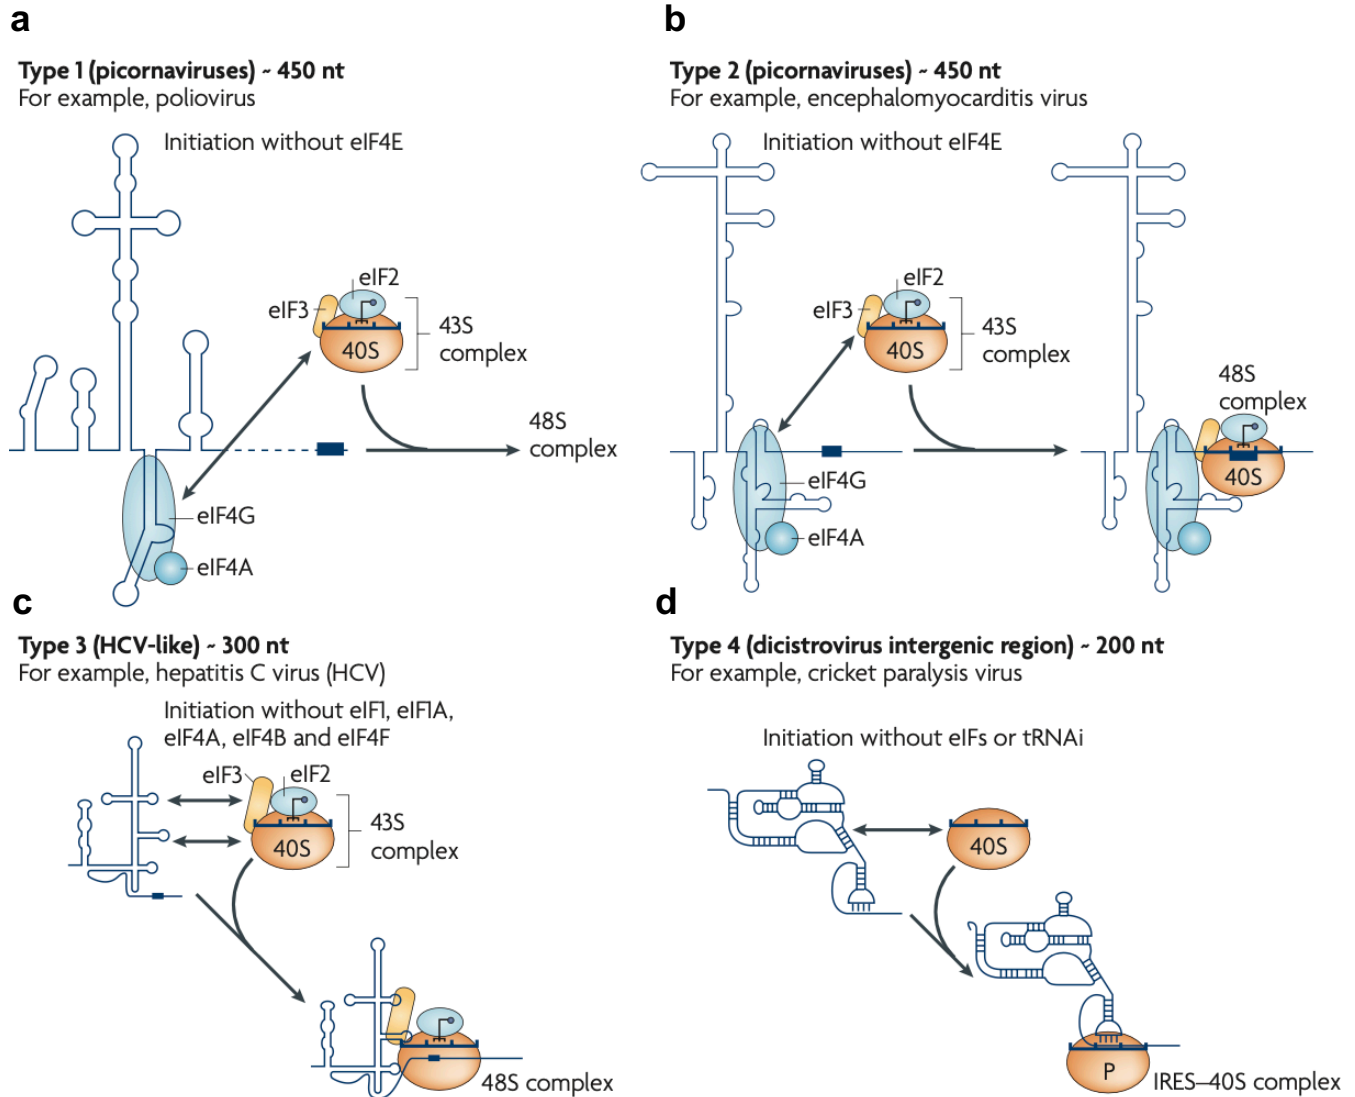 a
Type 1 (picornaviruses) ~ 450 nt
For example, poliovirus
Initiation without eIF4E
eIF2
eIF3
40S
43S
complex
48S
complex
eIF4G
eIF4A
b
Type 2 (picornaviruses) ~ 450 nt
For example, encephalomyocarditis virus
Initiation without eIF4E
eIF2
eIF3
40S
43S
complex
eIF4G
eIF4A
48S
complex
40S
c
Type 3 (HCV-like) ~ 300 nt
For example, hepatitis C virus (HCV)
Initiation without eIF1, eIF1A,
eIF4A, eIF4B and eIF4F
eIF3
eIF2
40S
43S
complex
48S complex
d
Type 4 (dicistrovirus intergenic region) ~ 200 nt
For example, cricket paralysis virus
Initiation without eIFs or tRNAi
40S
P
IRES–40S complex